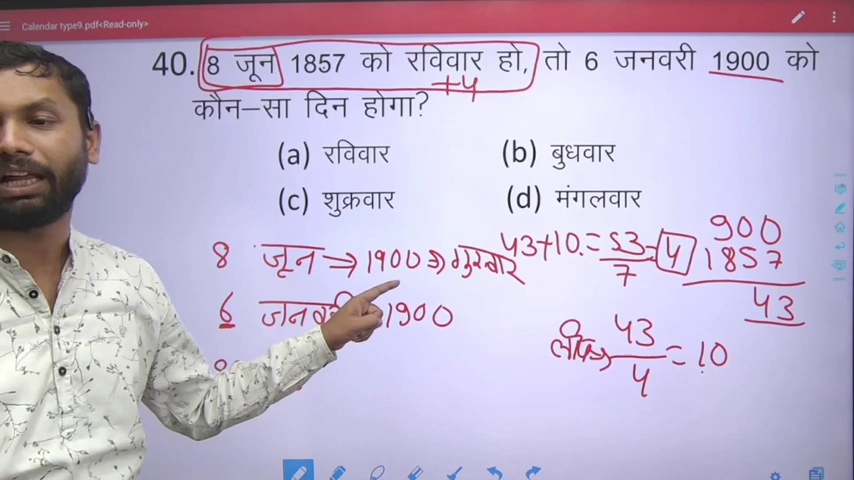 Calendar type9.pdf<Read-only>
40. 8 जून 1857 को रविवार हो, तो 6 जनवरी 1900 को
+4
कौन-सा दिन होगा?
(a) रविवार (b) बुधवार
(c) शुक्रवार (d) मंगलवार
900
8 जून → 1900 ⇒ गुरुवार 43+10 = 53/7 = 4 1857
6 1900 43
43/4 = 10